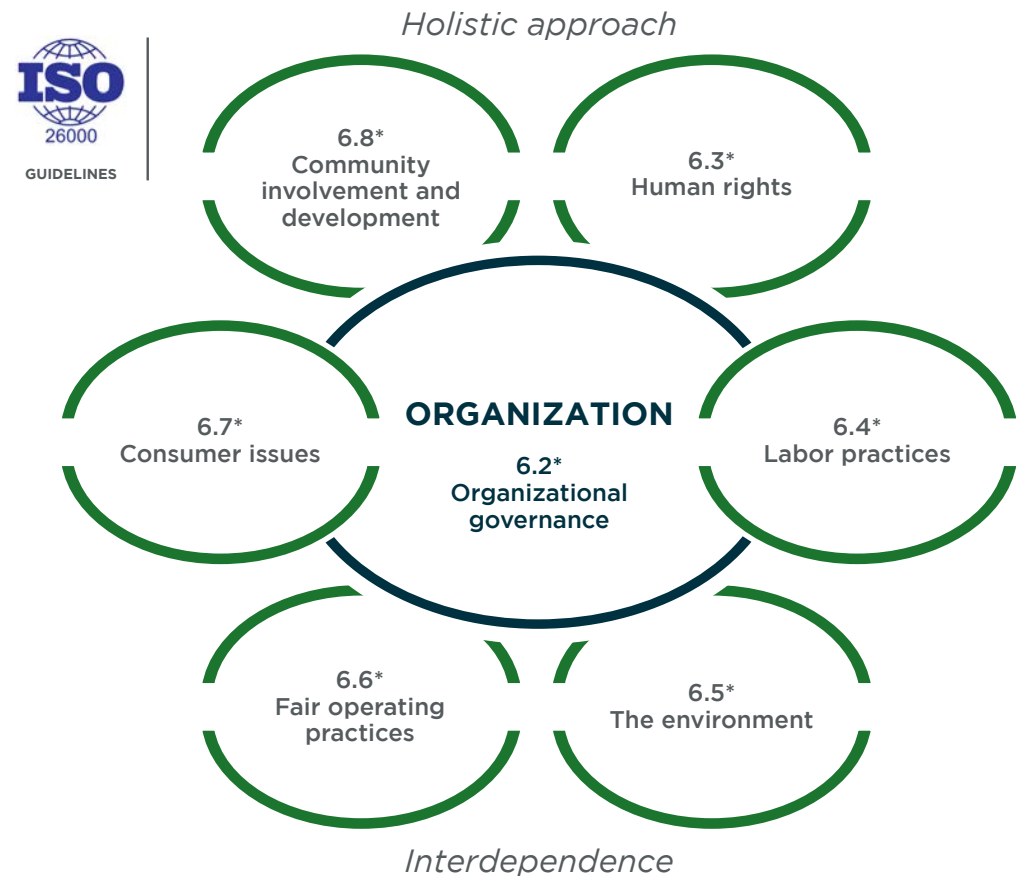 Holistic approach
ISO
26000
GUIDELINES
6.8*
Community
involvement and
development
6.3*
Human rights
6.7*
Consumer issues
ORGANIZATION
6.2*
Organizational
governance
6.4*
Labor practices
6.6*
Fair operating
practices
6.5*
The environment
Interdependence